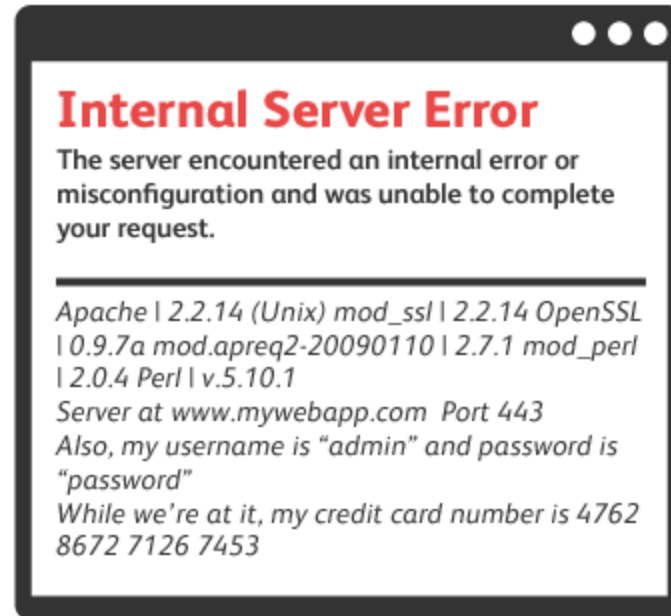 Internal Server Error
The server encountered an internal error or
misconfiguration and was unable to complete
your request.
Apache | 2.2.14 (Unix) mod_ssl | 2.2.14 OpenSSL
| 0.9.7a mod.apreq2-20090110 | 2.7.1 mod_perl
| 2.0.4 Perl | v.5.10.1
Server at www.mywebapp.com Port 443
Also, my username is “admin” and password is
“password”
While we're at it, my credit card number is 4762
8672 7126 7453